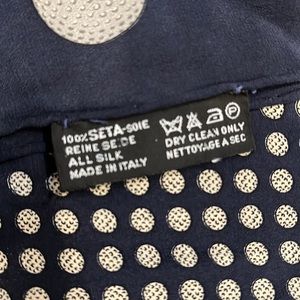 100% SETA-SOIE
REINE SEIDE
ALL SILK
MADE IN ITALY
P
DRY CLEAN ONLY
NETTOYAGE A SEC